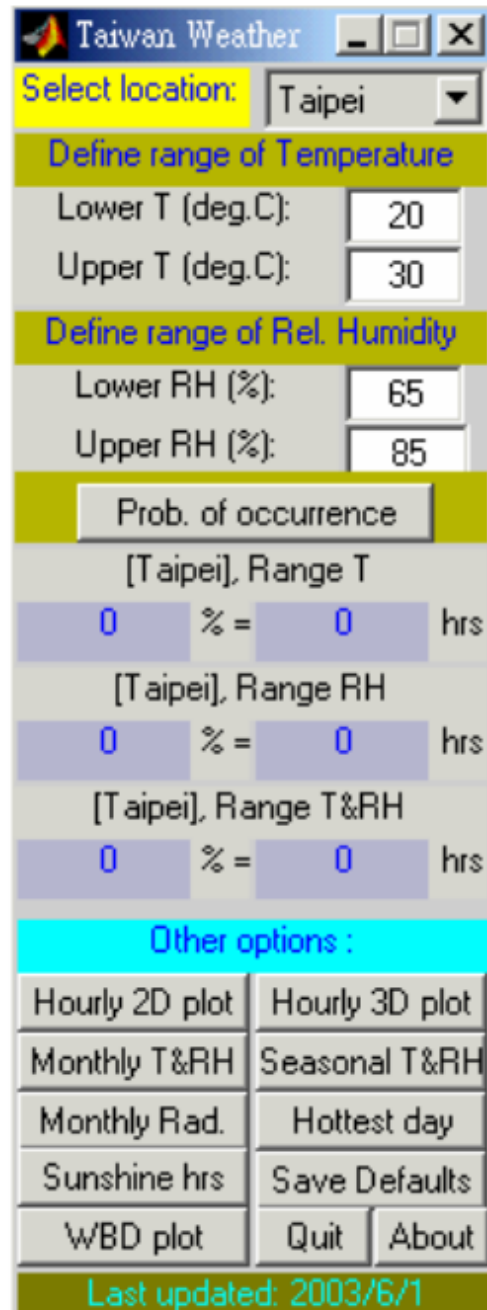 Taiwan Weather
Select location: Taipei
Define range of Temperature
Lower T (deg.C): 20
Upper T (deg.C): 30
Define range of Rel. Humidity
Lower RH (%): 65
Upper RH (%): 85
Prob. of occurrence
[Taipei], Range T
0 % = 0 hrs
[Taipei], Range RH
0 % = 0 hrs
[Taipei], Range T&RH
0 % = 0 hrs
Other options :
Hourly 2D plot Hourly 3D plot
Monthly T&RH Seasonal T&RH
Monthly Rad. Hottest day
Sunshine hrs Save Defaults
WBD plot Quit About
Last updated: 2003/6/1